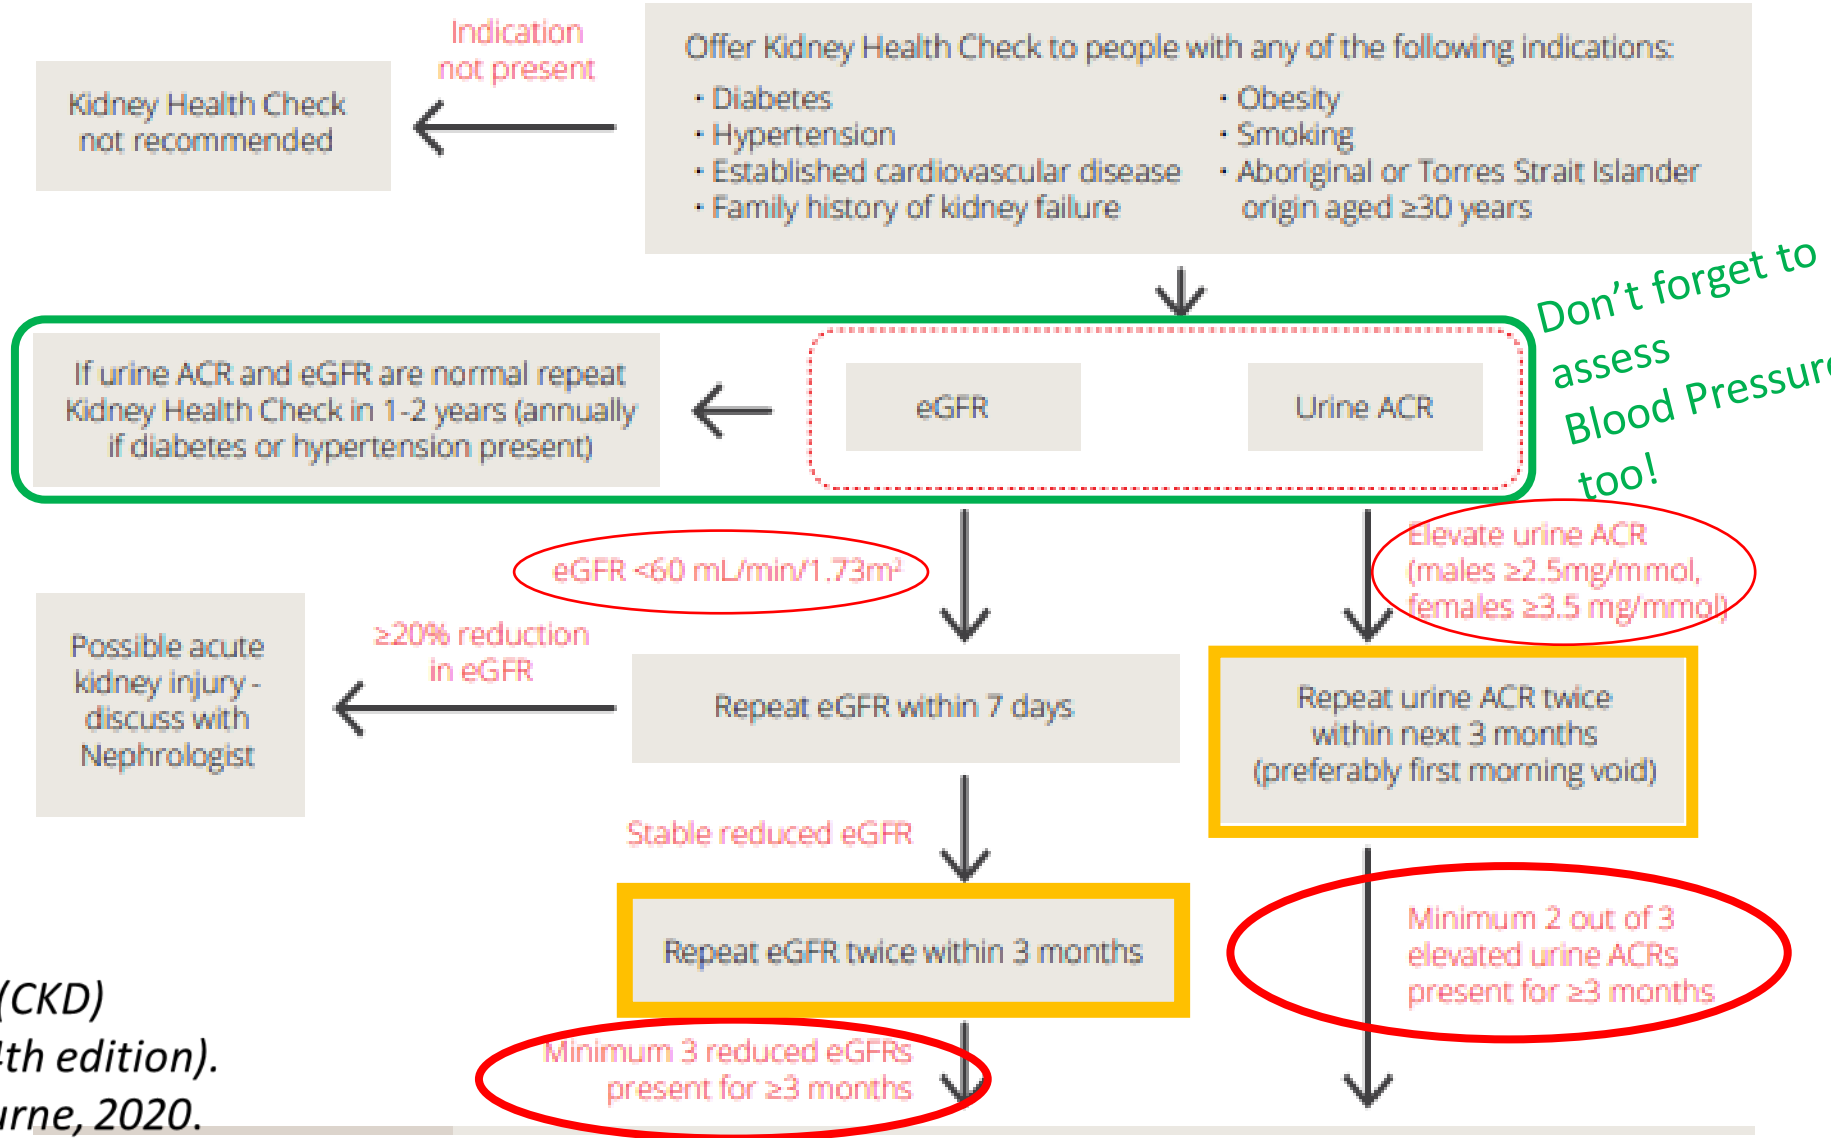 Indication
not present
Kidney Health Check
not recommended
Offer Kidney Health Check to people with any of the following indications:
• Diabetes
• Hypertension
• Established cardiovascular disease
• Family history of kidney failure
• Obesity
• Smoking
• Aboriginal or Torres Strait Islander
origin aged ≥30 years
Don't forget to
assess
Blood Pressure
too!
If urine ACR and eGFR are normal repeat
Kidney Health Check in 1-2 years (annually
if diabetes or hypertension present)
eGFR
Urine ACR
eGFR <60 mL/min/1.73m²
Elevate urine ACR
(males ≥2.5mg/mmol,
females ≥3.5 mg/mmol)
Possible acute
kidney injury -
discuss with
Nephrologist
≥20% reduction
in eGFR
Repeat eGFR within 7 days
Repeat urine ACR twice
within next 3 months
(preferably first morning void)
Stable reduced eGFR
Repeat eGFR twice within 3 months
Minimum 2 out of 3
elevated urine ACRs
present for ≥3 months
Minimum 3 reduced eGFRs
present for ≥3 months
(CKD)
4th edition).
urne, 2020.